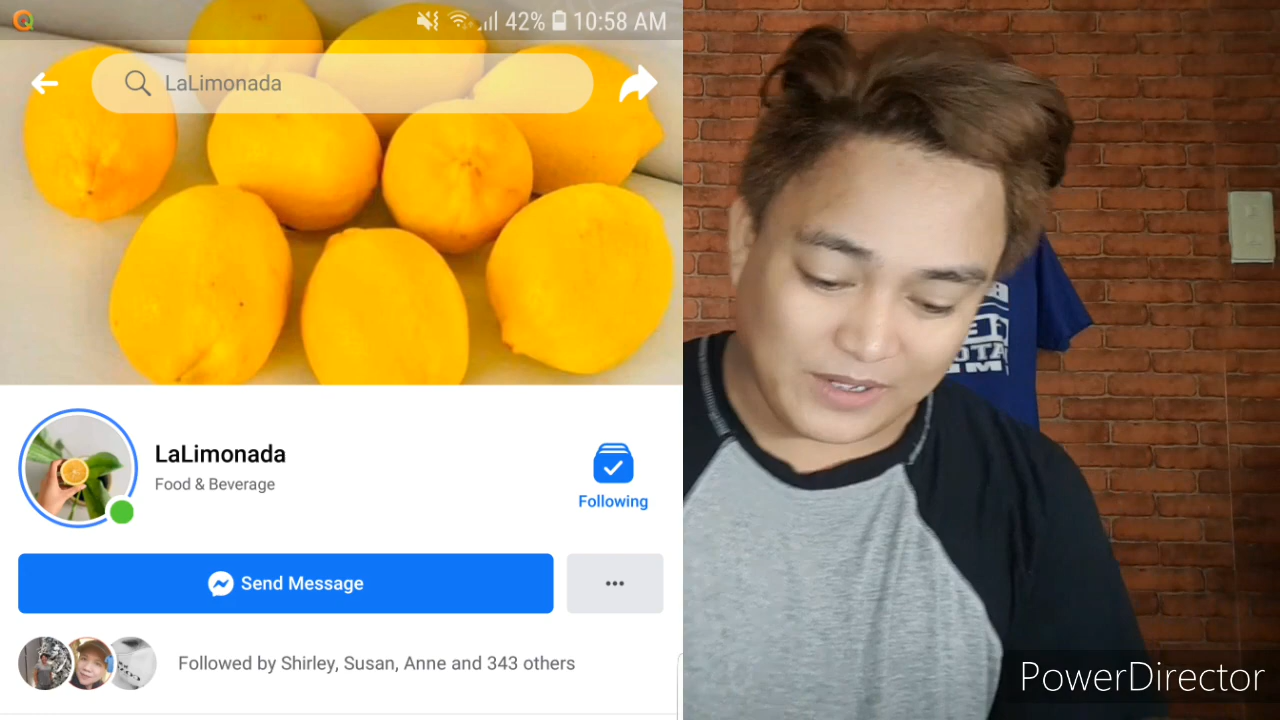 42% 10:58 AM
LaLimonada
LaLimonada
Food & Beverage
Following
Send Message
Followed by Shirley, Susan, Anne and 343 others
PowerDirector